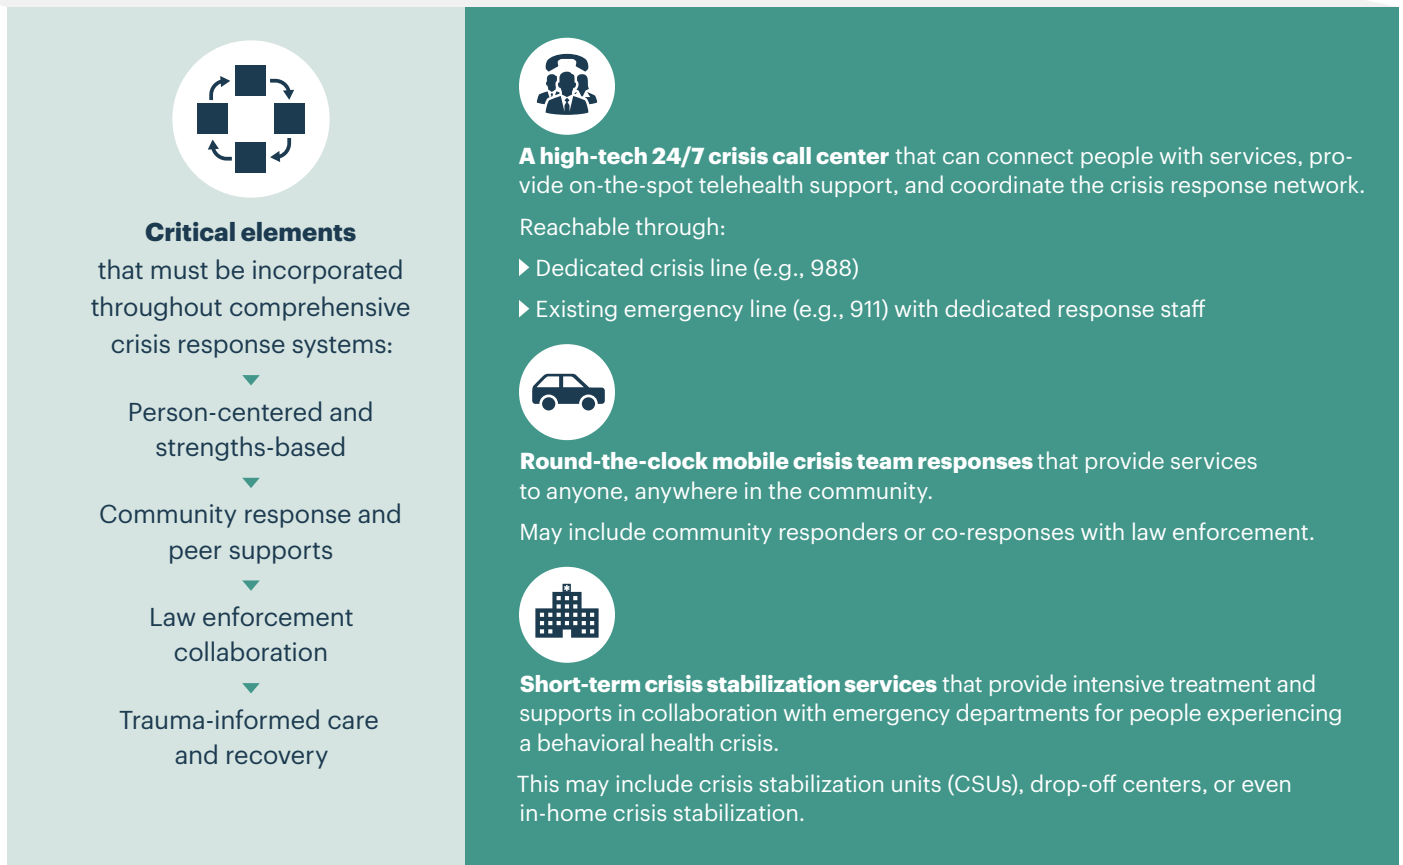 Critical elements
that must be incorporated
throughout comprehensive
crisis response systems:
Person-centered and
strengths-based
Community response and
peer supports
Law enforcement
collaboration
Trauma-informed care
and recovery
A high-tech 24/7 crisis call center that can connect people with services, pro-
vide on-the-spot telehealth support, and coordinate the crisis response network.
Reachable through:
Dedicated crisis line (e.g., 988)
Existing emergency line (e.g., 911) with dedicated response staff
Round-the-clock mobile crisis team responses that provide services
to anyone, anywhere in the community.
May include community responders or co-responses with law enforcement.
Short-term crisis stabilization services that provide intensive treatment and
supports in collaboration with emergency departments for people experiencing
a behavioral health crisis.
This may include crisis stabilization units (CSUs), drop-off centers, or even
in-home crisis stabilization.